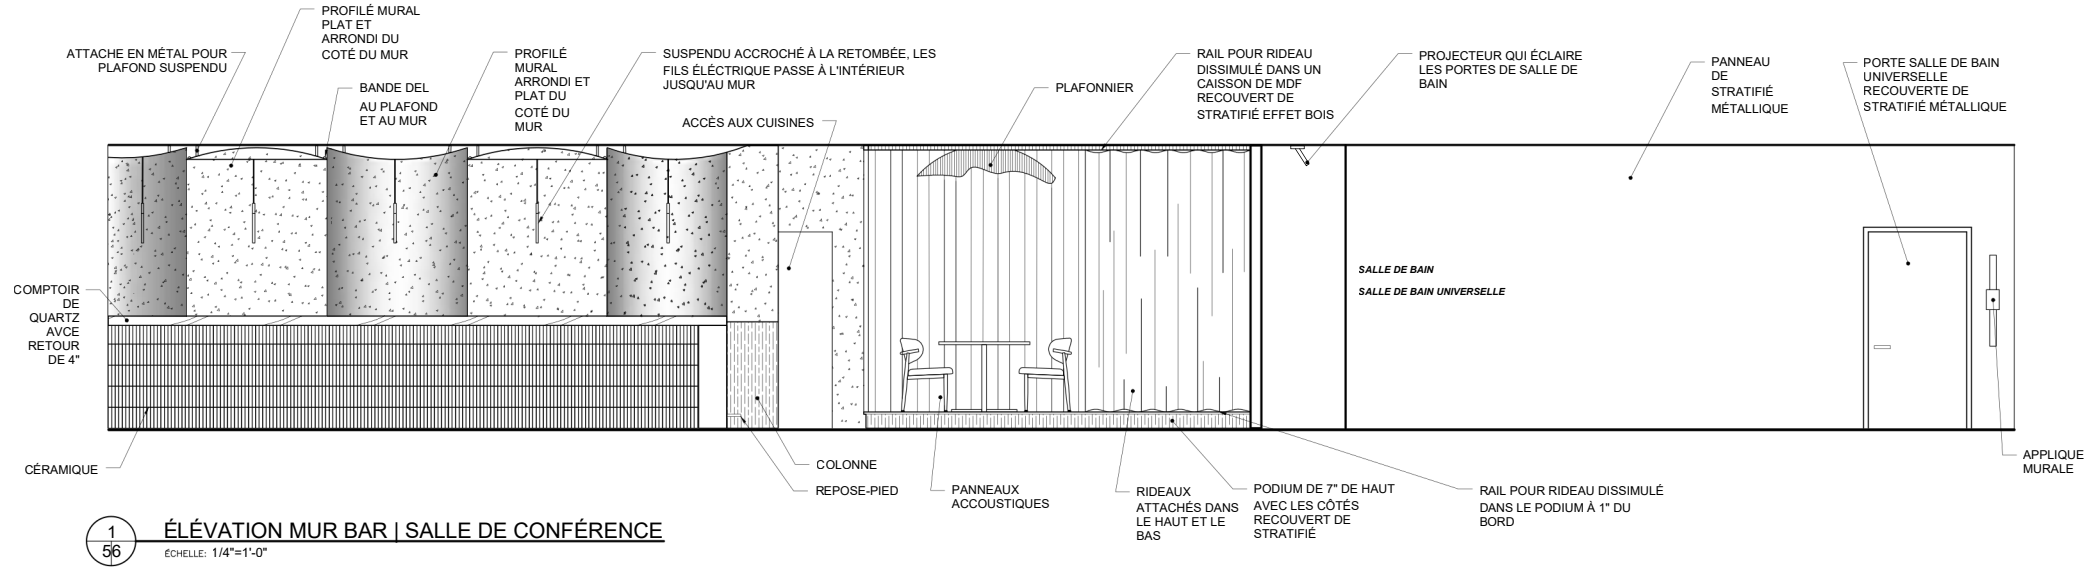 PROFILÉ MURAL
PLAT ET
ARRONDI DU
COTÉ DU MUR
ATTACHE EN MÉTAL POUR
PLAFOND SUSPENDU
BANDE DEL
AU PLAFOND
ET AU MUR
PROFILÉ
MURAL
ARRONDI ET
PLAT DU
COTÉ DU
MUR
SUSPENDU ACCROCHÉ À LA RETOMBÉE, LES
FILS ÉLÉCTRIQUE PASSE À L'INTÉRIEUR
JUSQU'AU MUR
ACCÈS AUX CUISINES
PLAFONNIER
RAIL POUR RIDEAU
DISSIMULÉ DANS UN
CAISSON DE MDF
RECOUVERT DE
STRATIFIÉ EFFET BOIS
PROJECTEUR QUI ÉCLAIRE
LES PORTES DE SALLE DE
BAIN
PANNEAU
DE
STRATIFIÉ
MÉTALLIQUE
PORTE SALLE DE BAIN
UNIVERSELLE
RECOUVERTE DE
STRATIFIÉ MÉTALLIQUE
SALLE DE BAIN
SALLE DE BAIN UNIVERSELLE
COMPTOIR
DE
QUARTZ
AVCE
RETOUR
DE 4"
CÉRAMIQUE
COLONNE
REPOSE-PIED
PANNEAUX
ACCOUSTIQUES
RIDEAUX
ATTACHÉS DANS
LE HAUT ET LE
BAS
PODIUM DE 7" DE HAUT
AVEC LES CÔTÉS
RECOUVERT DE
STRATIFIÉ
RAIL POUR RIDEAU DISSIMULÉ
DANS LE PODIUM À 1" DU
BORD
APPLIQUE
MURALE
1
56
ÉLÉVATION MUR BAR | SALLE DE CONFÉRENCE
ÉCHELLE: 1/4"=1'-0"